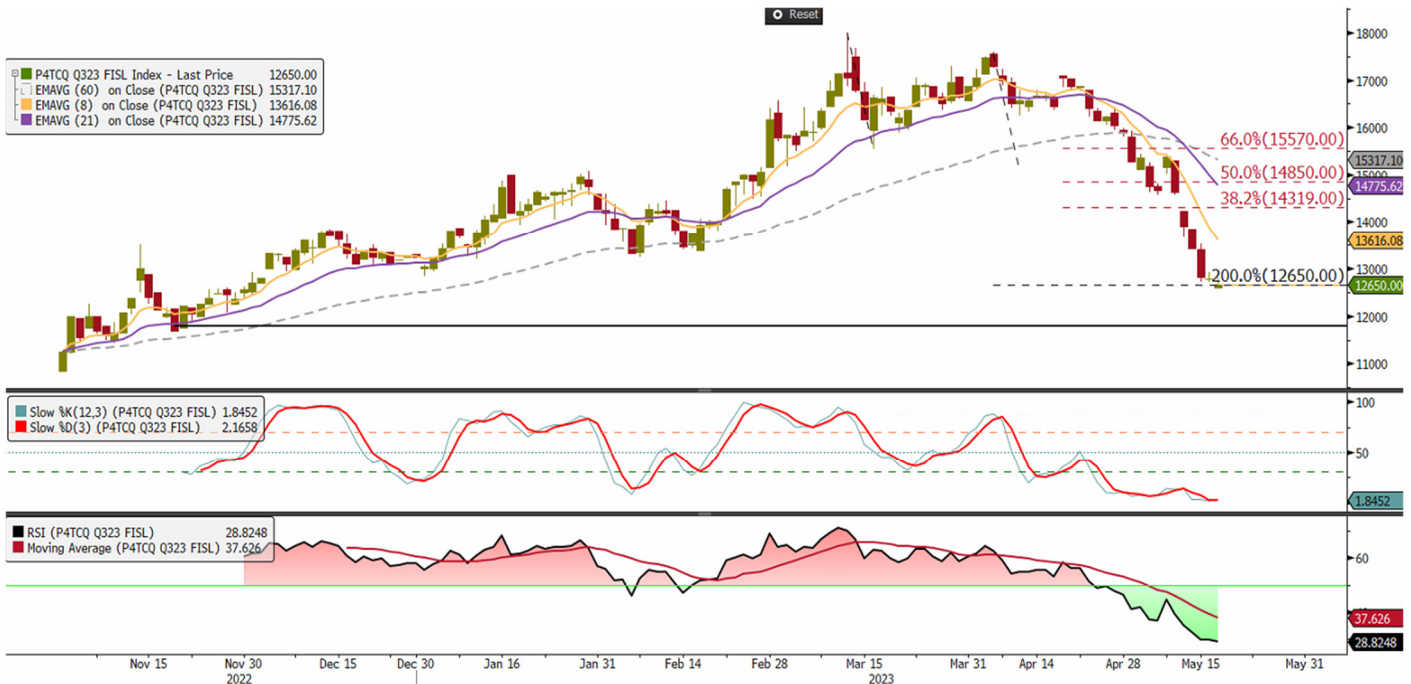 Reset
P4TCQ Q323 FISL Index - Last Price 12650.00
EMAVG (60) on Close (P4TCQ Q323 FISL) 15317.10
EMAVG (8) on Close (P4TCQ Q323 FISL) 13616.08
EMAVG (21) on Close (P4TCQ Q323 FISL) 14775.62
18000
17000
16000
66.0%(15570.00)
15317.10
15000
50.0%(14850.00)
14775.62
38.2%(14319.00)
14000
13616.08
13000
200.0%(12650.00)
12650.00
12000
11000
Slow %K(12,3) (P4TCQ Q323 FISL) 1.8452
Slow %D(3) (P4TCQ Q323 FISL) 2.1658
100
50
1.8452
RSI (P4TCQ Q323 FISL) 28.8248
Moving Average (P4TCQ Q323 FISL) 37.626
60
37.626
28.8248
Nov 15 Nov 30 Dec 15 Dec 30 Jan 16 Jan 31 Feb 14 Feb 28 Mar 15 Mar 31 Apr 14 Apr 28 May 15 May 31
2022 2023